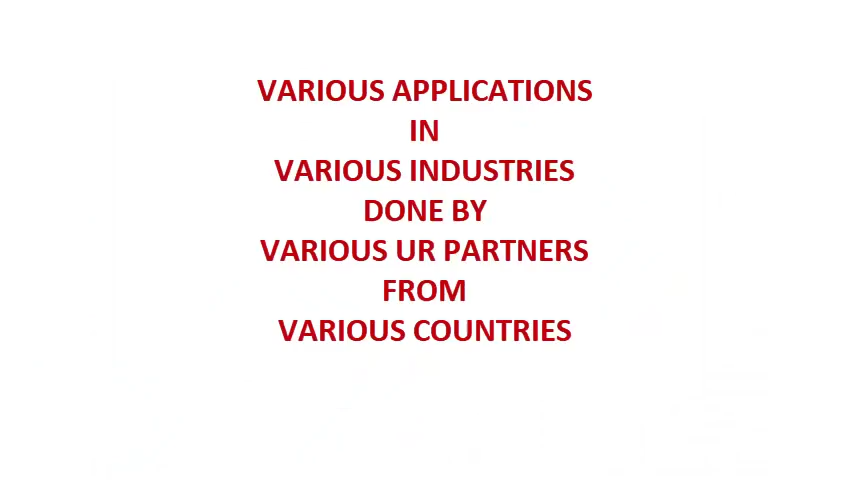 VARIOUS APPLICATIONS
IN
VARIOUS INDUSTRIES
DONE BY
VARIOUS UR PARTNERS
FROM
VARIOUS COUNTRIES